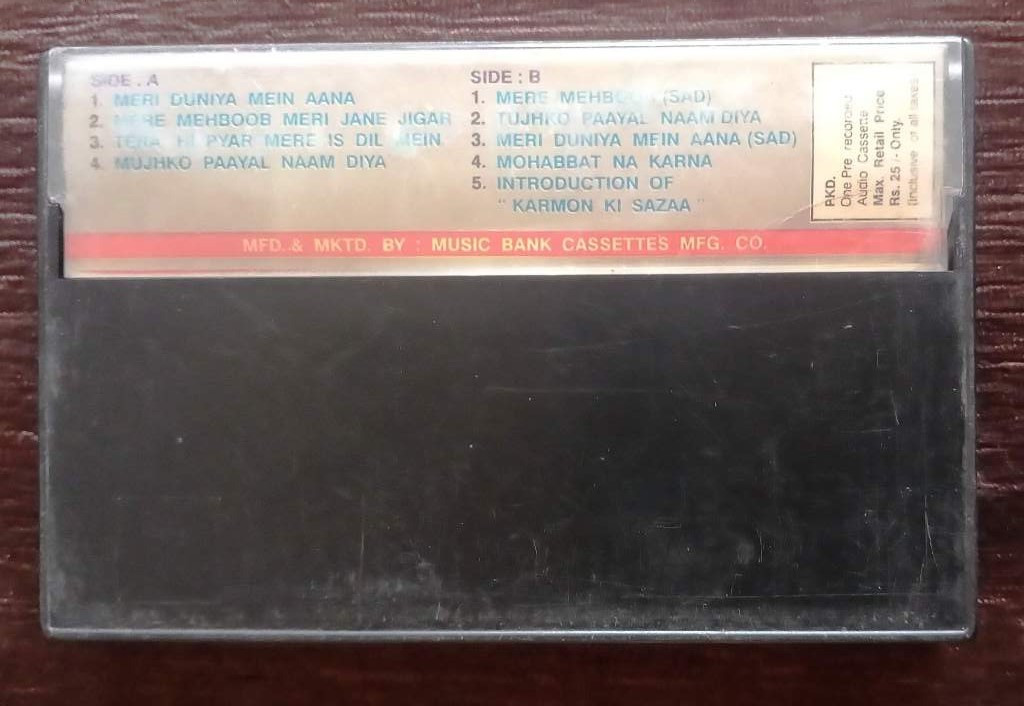 SIDE : A
1. MERI DUNIYA MEIN AANA
2. MERE MEHBOOB MERI JANE JIGAR
3. TERA HI PYAR MERE IS DIL MEIN
4. MUJHKO PAAYAL NAAM DIYA
SIDE : B
1. MERE MEHBOOB (SAD)
2. TUJHKO PAAYAL NAAM DIYA
3. MERI DUNIYA MEIN AANA (SAD)
4. MOHABBAT NA KARNA
5. INTRODUCTION OF
" KARMON KI SAZAA "
PKD.
One Pre recorded
Audio Cassette
Max. Retail Price
Rs. 25/- Only.
(Inclusive of all taxes
MFD. & MKTD. BY : MUSIC BANK CASSETTES MFG. CO.